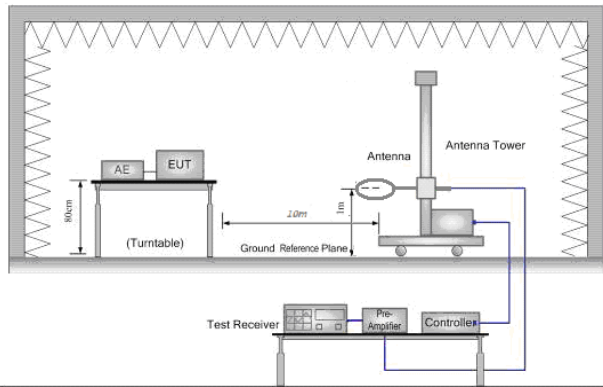 Antenna Tower
Antenna
EUT
AE
80cm
(Turntable)
10m
1m
Ground Reference Plane
Test Receiver
Pre-
Amplifier
Controller